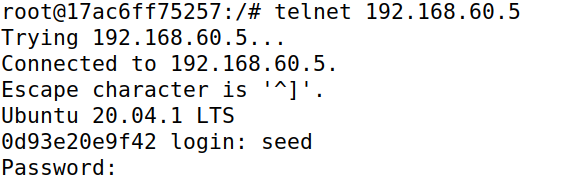 root@17ac6ff75257:/# telnet 192.168.60.5
Trying 192.168.60.5...
Connected to 192.168.60.5.
Escape character is '^]'.
Ubuntu 20.04.1 LTS
0d93e20e9f42 login: seed
Password: